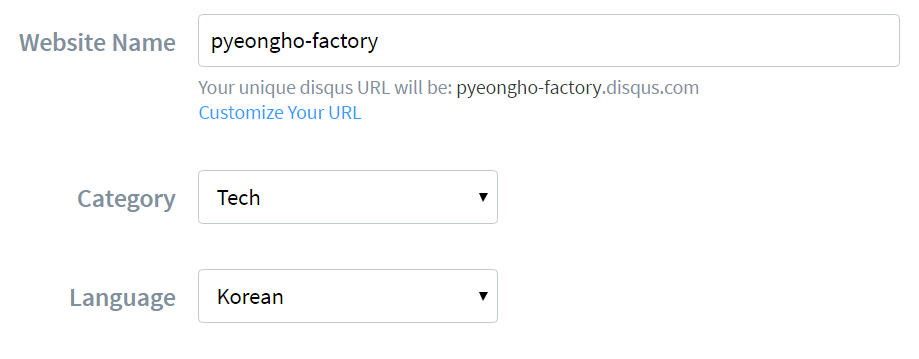 Website Name pyeongho-factory
Your unique disqus URL will be: pyeongho-factory.disqus.com
Customize Your URL
Category Tech
Language Korean